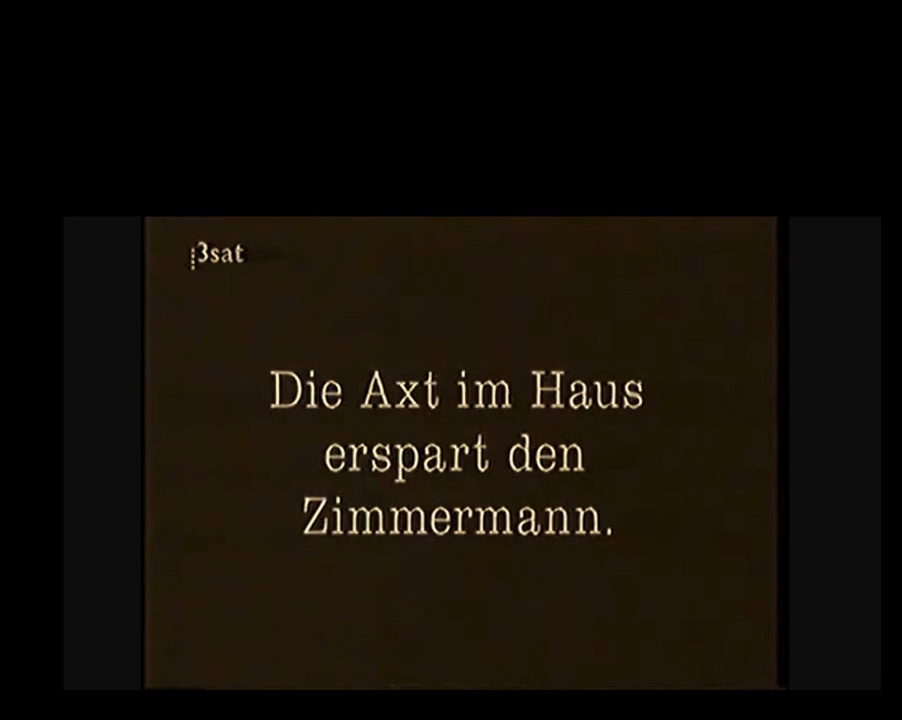 3sat
Die Axt im Haus
erspart den
Zimmermann.